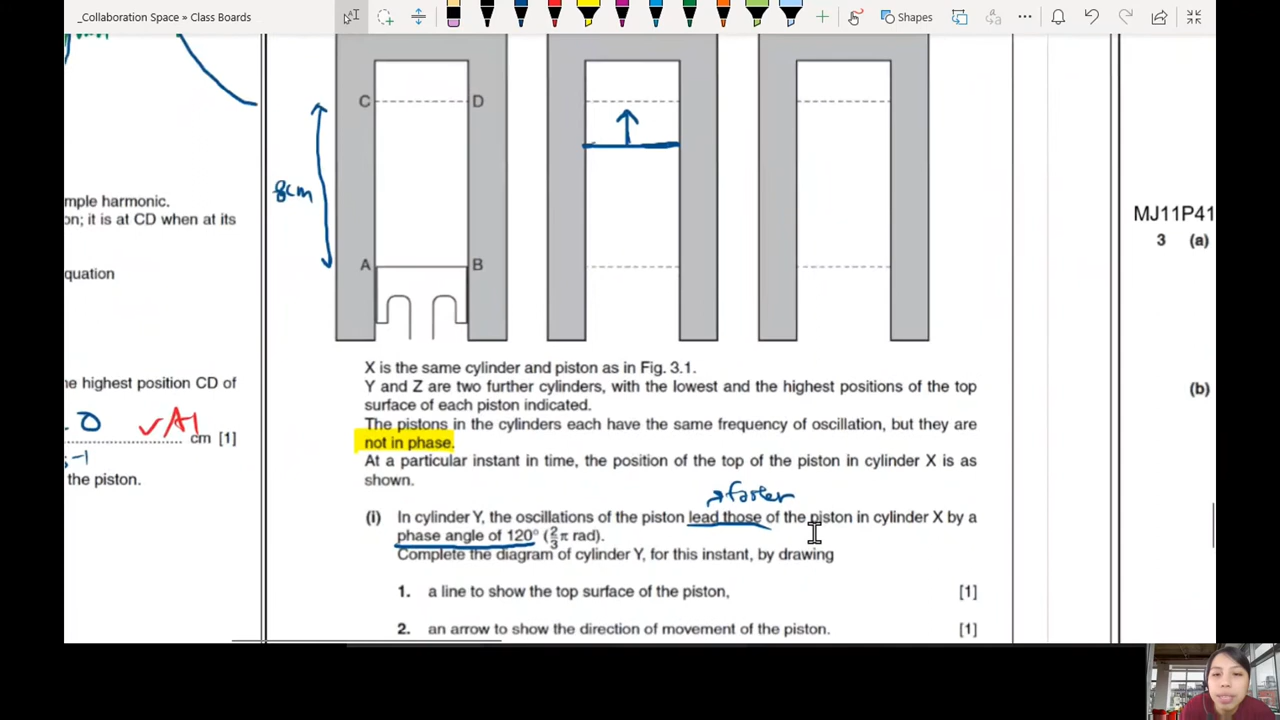 _Collaboration Space » Class Boards
Shapes
C
D
8cm
A
B
mple harmonic.
on; it is at CD when at its
quation
ne highest position CD of
.0 ✓A1
cm [1]
s-1
the piston.
X is the same cylinder and piston as in Fig. 3.1.
Y and Z are two further cylinders, with the lowest and the highest positions of the top
surface of each piston indicated.
The pistons in the cylinders each have the same frequency of oscillation, but they are
not in phase.
At a particular instant in time, the position of the top of the piston in cylinder X is as
shown.
→ faster
(i) In cylinder Y, the oscillations of the piston lead those of the piston in cylinder X by a
phase angle of 120° (2/3 π rad).
Complete the diagram of cylinder Y, for this instant, by drawing
1. a line to show the top surface of the piston, [1]
2. an arrow to show the direction of movement of the piston. [1]
MJ11P41
3 (a)
(b)